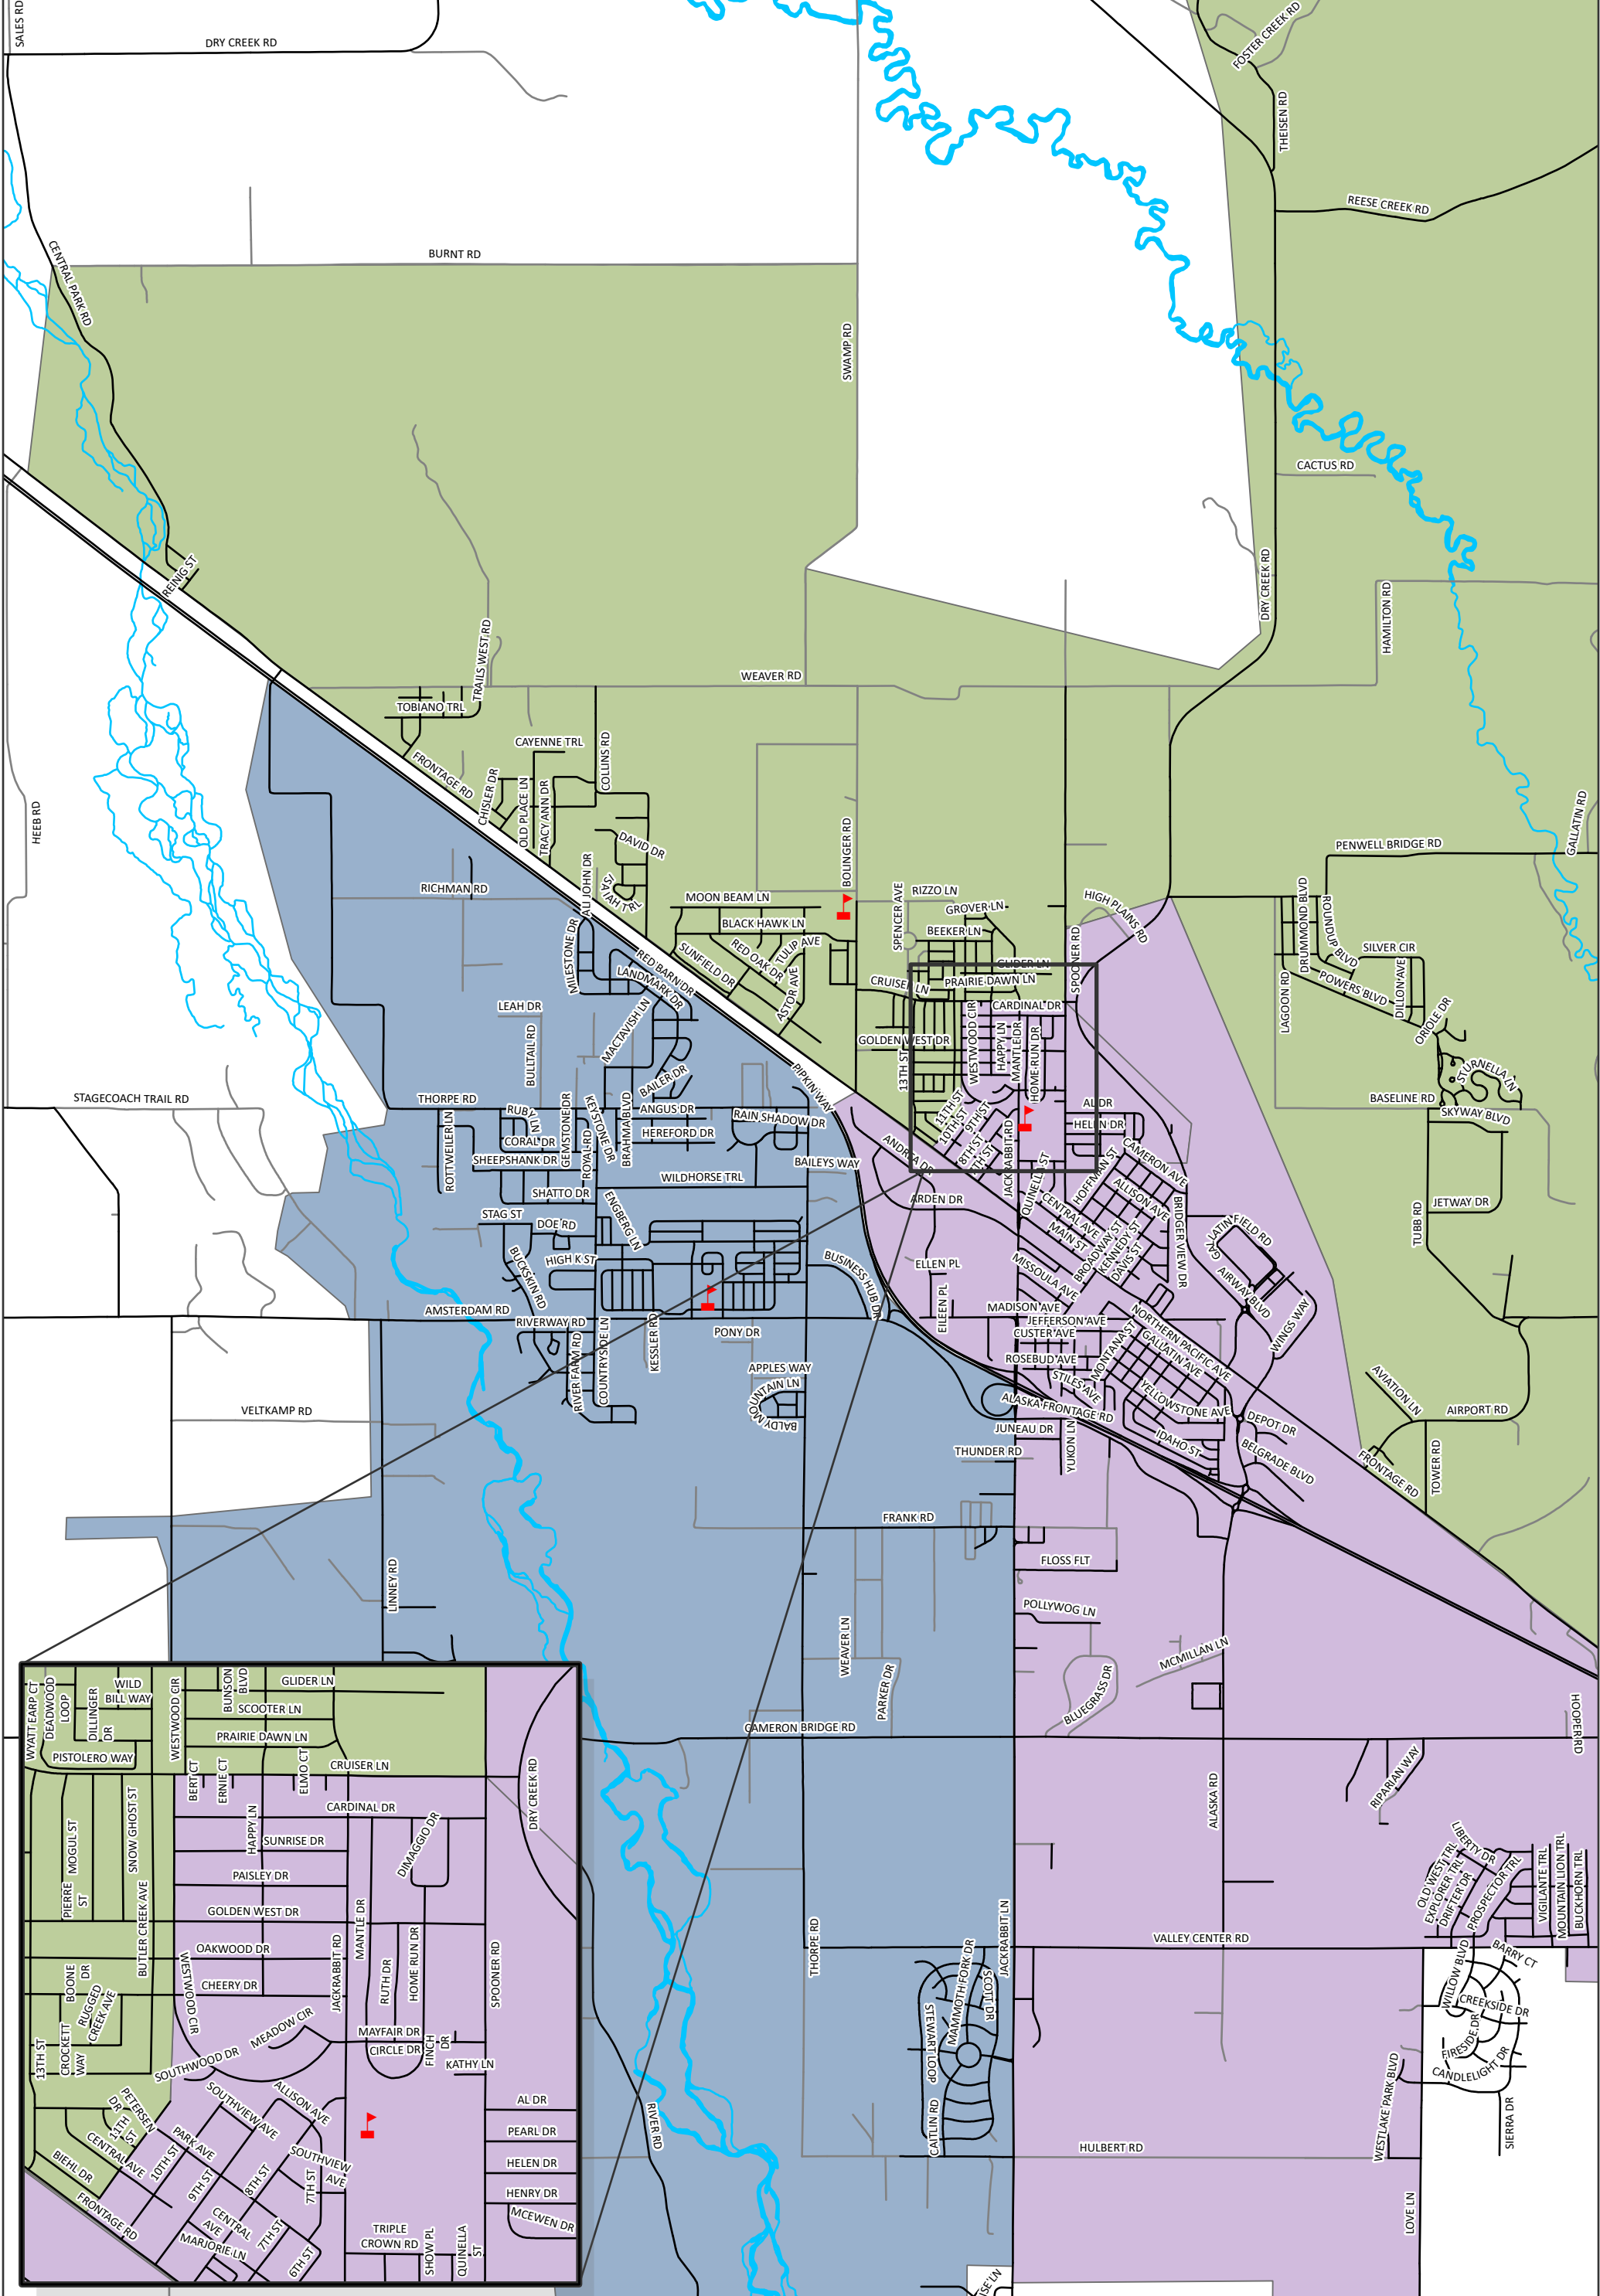 SALES RD
DRY CREEK RD
FOSTER CREEK RD
THEISEN RD
REESE CREEK RD
CENTRAL PARK RD
BURNT RD
SWAMP RD
CACTUS RD
REINIG ST
DRY CREEK RD
HAMILTON RD
TRAILS WEST RD
WEAVER RD
TOBIANO TRL
CAYENNE TRL
COLLINS RD
FRONTAGE RD
CHISLER DR
OLD PLACE LN
TRACY ANN DR
HEEB RD
DAVID DR
BOLINGER RD
PENWELL BRIDGE RD
GALLATIN RD
RICHMAN RD
ALI JOHN DR
ISAIAH TRL
MOON BEAM LN
RIZZO LN
SPENCER AVE
GROVER LN
HIGH PLAINS RD
DRUMMOND BLVD
ROUNDUP BLVD
BLACK HAWK LN
BEEKER LN
MILESTONE DR
RED BARN DR
LANDMARK DR
SUNFIELD DR
RED OAK DR
TULIP AVE
ASTOR AVE
GLIDER LN
SPOONER RD
SILVER CIR
POWERS BLVD
DILLON AVE
CRUISER LN
PRAIRIE DAWN LN
LAGOON RD
ORIOLE DR
LEAH DR
CARDINAL DR
BULLTAIL RD
MACTAVISH LN
GOLDEN WEST DR
WESTWOOD CIR
HAPPY LN
MANTLE DR
HOME RUN DR
13TH ST
STURNELLA LN
BAILER DR
PIPKIN WAY
STAGECOACH TRAIL RD
THORPE RD
BASELINE RD
SKYWAY BLVD
RUBY LN
GEMSTONE DR
KEYSTONE DR
ROYAL RD
BRAHMA BLVD
ANGUS DR
RAIN SHADOW DR
11TH ST
10TH ST
9TH ST
8TH ST
7TH ST
AL DR
HELEN DR
CORAL DR
HEREFORD DR
ROTTWEILER LN
SHEEPSHANK DR
BAILEYS WAY
ANDREA DR
JACKRABBIT RD
CAMERON AVE
WILDHORSE TRL
QUINELLA ST
HOFFMAN ST
ALLISON AVE
SHATTO DR
ARDEN DR
CENTRAL AVE
MAIN ST
BRIDGER VIEW DR
JETWAY DR
STAG ST
DOE RD
ENGBERG LN
GALLATIN FIELD RD
TUBB RD
BROADWAY ST
KENNEDY ST
DAVIS ST
HIGH K ST
BUCKSKIN RD
BUSINESS HUB DR
ELLEN PL
MISSOULA AVE
AIRWAY BLVD
EILEEN PL
AMSTERDAM RD
RIVERWAY RD
MADISON AVE
JEFFERSON AVE
CUSTER AVE
NORTHERN PACIFIC AVE
WINGS WAY
PONY DR
RIVER FARM RD
COUNTRYSIDE LN
KESSLER RD
ROSEBUD AVE
MONTANA ST
GALLATIN AVE
APPLES WAY
STILES AVE
YELLOWSTONE AVE
BALDY MOUNTAIN LN
ALASKA FRONTAGE RD
AVIATION LN
AIRPORT RD
VELTKAMP RD
JUNEAU DR
DEPOT DR
IDAHO ST
YUKON LN
THUNDER RD
BELGRADE BLVD
FRONTAGE RD
TOWER RD
FRANK RD
LINNEY RD
FLOSS FLT
POLLYWOG LN
WEAVER LN
MCMILLAN LN
PARKER DR
BLUEGRASS DR
CAMERON BRIDGE RD
HOOPER RD
RIPARIAN WAY
ALASKA RD
LIBERTY DR
OLD WEST TRL
EXPLORER TRL
DRIFTER DR
PROSPECTOR TRL
VIGILANTE TRL
MOUNTAIN LION TRL
BUCKHORN TRL
THORPE RD
JACKRABBIT LN
VALLEY CENTER RD
BARRY CT
WILLOW BLVD
MAMMOTH FORK DR
SCOTT DR
STEWART LOOP
CREEKSIDE DR
FIRESIDE DR
CANDLELIGHT DR
WESTLAKE PARK BLVD
SIERRA DR
CAITLIN RD
RIVER RD
HULBERT RD
LOVE LN
WYATT EARP CT
DEADWOOD
LOOP
DILLINGER
DR
WILD
BILL WAY
WESTWOOD CIR
BUNSON
BLVD
GLIDER LN
SCOOTER LN
PRAIRIE DAWN LN
PISTOLERO WAY
CRUISER LN
BERT CT
ERNIE CT
ELMO CT
DRY CREEK RD
CARDINAL DR
MOGUL ST
SNOW GHOST ST
HAPPY LN
SUNRISE DR
DIMAGGIO DR
PAISLEY DR
PIERRE
ST
BUTLER CREEK AVE
GOLDEN WEST DR
MANTLE DR
OAKWOOD DR
JACKRABBIT RD
RUTH DR
HOME RUN DR
SPOONER RD
BOONE
DR
RUGGED
CREEK AVE
CHEERY DR
WESTWOOD CIR
MEADOW CIR
MAYFAIR DR
CIRCLE DR
FINCH
DR
13TH ST
CROCKETT
WAY
SOUTHWOOD DR
KATHY LN
PETERSEN
DR
11TH
ST
SOUTHVIEW AVE
ALLISON AVE
AL DR
PARK AVE
CENTRAL AVE
PEARL DR
10TH ST
9TH ST
8TH ST
SOUTHVIEW
AVE
7TH ST
BIEHL DR
HELEN DR
HENRY DR
FRONTAGE RD
CENTRAL
AVE
7TH ST
MCEWEN DR
MARJORIE LN
6TH ST
TRIPLE
CROWN RD
SHOW PL
QUINELLA
ST